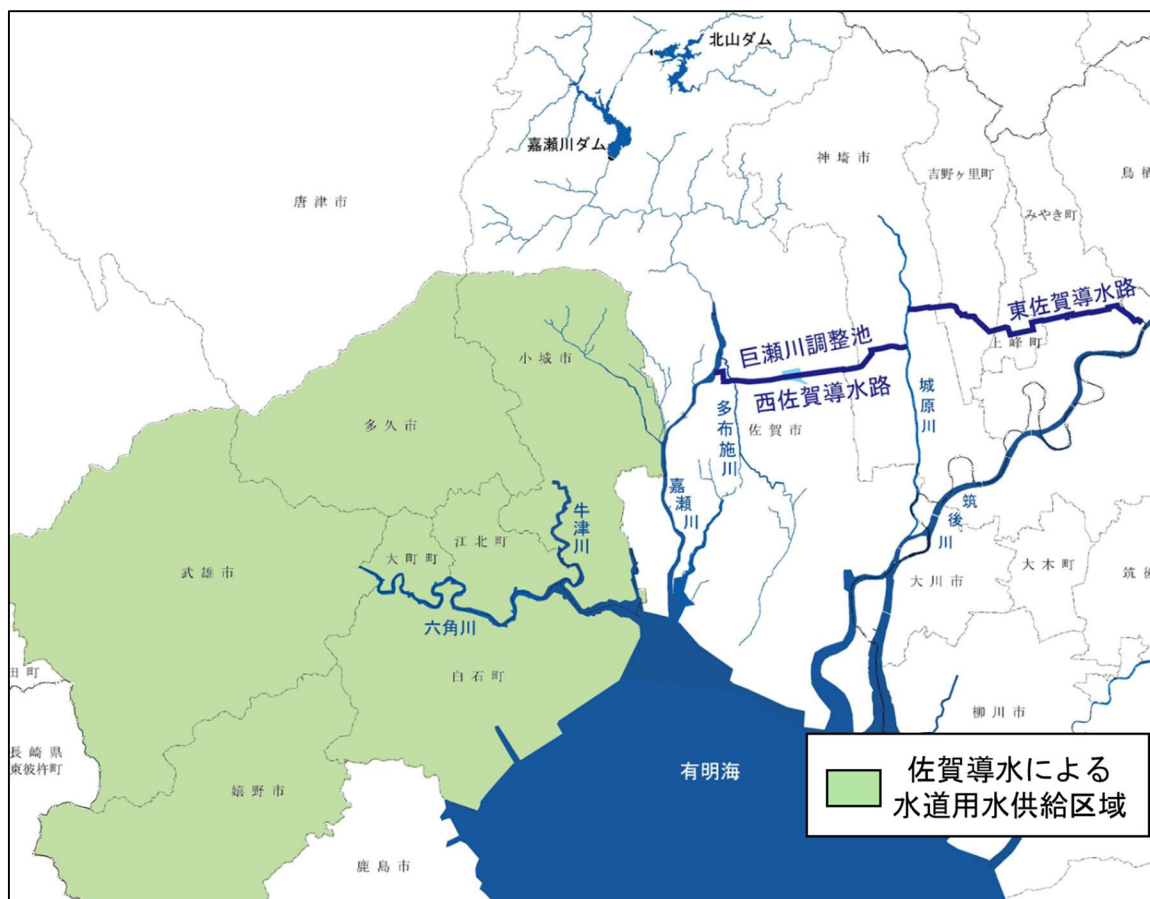 北山ダム
嘉瀬川ダム
神埼市
吉野ヶ里町
鳥栖
みやき町
唐津市
東佐賀導水路
上峰町
巨瀬川調整池
小城市
西佐賀導水路
城原川
多布施川
佐賀市
多久市
嘉瀬川
牛津川
筑後川
江北町
大町町
武雄市
大川市
大木町
筑後
六角川
田町
白石町
柳川市
長崎県
東彼杵町
有明海
嬉野市
鹿島市
佐賀導水による
水道用水供給区域